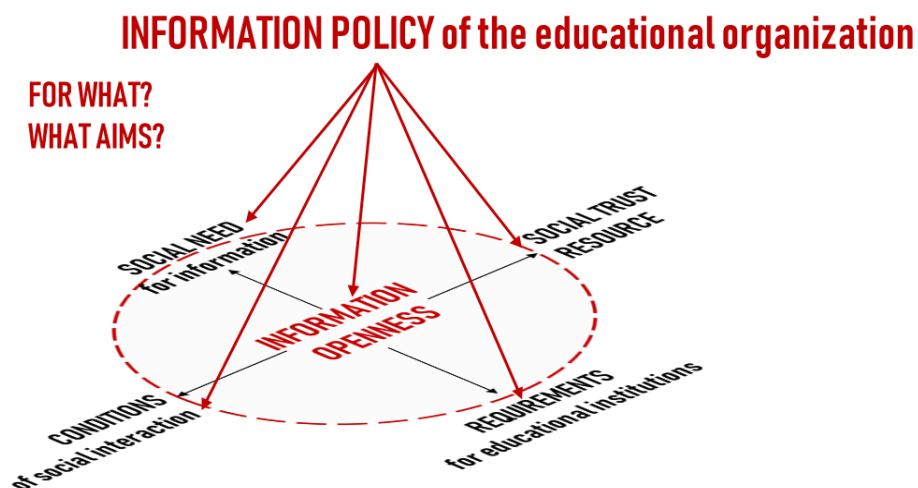 INFORMATION POLICY of the educational organization
FOR WHAT?
WHAT AIMS?
SOCIAL NEED
for information
SOCIAL TRUST
RESOURCE
INFORMATION
OPENNESS
CONDITIONS
of social interaction
REQUIREMENTS
for educational institutions